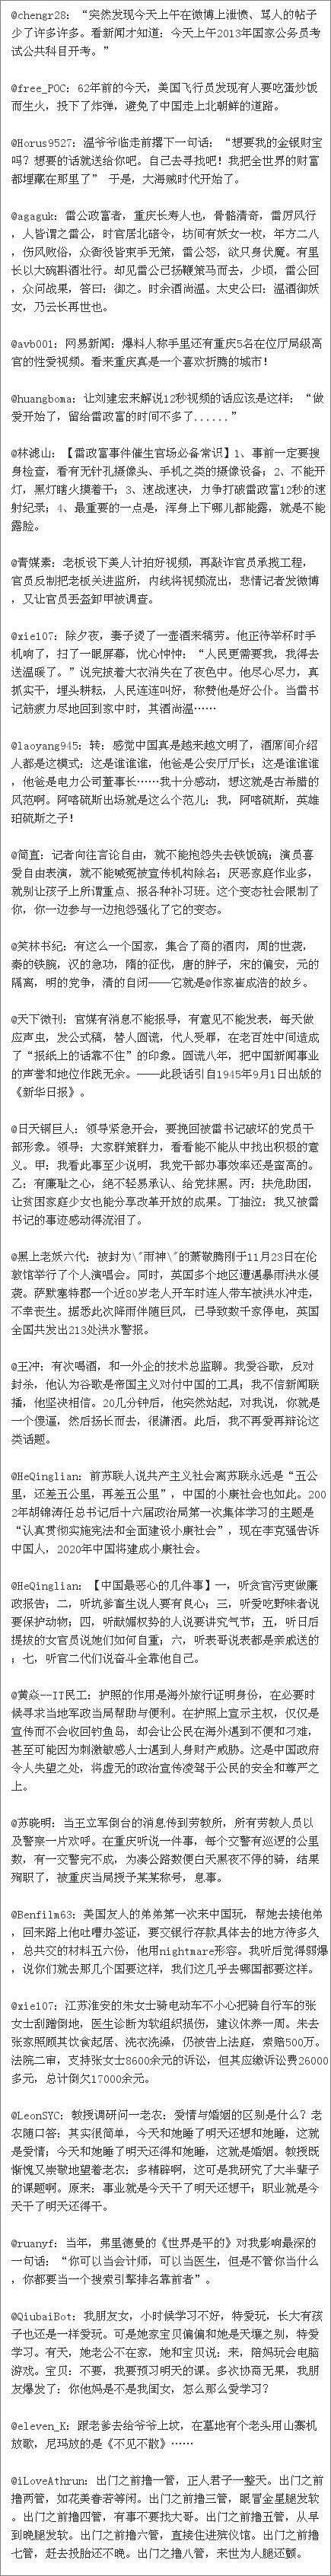 @chengr28: “突然发现今天上午在微博上泄愤、骂人的帖子
少了许多许多。看新闻才知道：今天上午2013年国家公务员考
试公共科目开考。”
@free_POC: 62年前的今天，美国飞行员发现有人要吃蛋炒饭
而生火，投下了炸弹，避免了中国走上北朝鲜的道路。
@Horus9527: 温爷爷临走前撂下一句话：“想要我的金银财宝
吗？想要的话就送给你吧。自己去寻找吧！我把全世界的财富
都埋藏在那里了” 于是，大海贼时代开始了。
@agaguk: 雷公政富者，重庆长寿人也，骨骼清奇，雷厉风行
，人皆谓之雷公，时官居北碚令，坊间有妖女一枚，年方二八
，伤风败俗，众衙役皆束手无策，雷公怒，欲只身伏魔。有里
长以大碗斟酒壮行。却见雷公已扬鞭策马而去，少顷，雷公回
，众问战果，答曰：御之。时余酒尚温。太史公曰：温酒御妖
女，乃云长再世也。
@avb001: 网易新闻：爆料人称手里还有重庆5名在位厅局级高
官的性爱视频。看来重庆真是一个喜欢折腾的城市！
@huangboma: 让刘建宏来解说12秒视频的话应该是这样：“做
爱开始了，留给雷政富的时间不多了......”
@林滤山: 【雷政富事件催生官场必备常识】1、事前一定要搜
身检查，看有无针孔摄像头、手机之类的摄像设备；2、不能开
灯，黑灯瞎火摸着干；3、速战速决，力争打破雷政富12秒的速
射纪录；4、最重要的一点是，浑身上下哪儿都能露，就是不能
露脸。
@青媒素: 老板设下美人计拍好视频，再敲诈官员承揽工程，
官员反制把老板关进监所，内线将视频流出，悲情记者发微博
，又让官员丢盔卸甲被调查。
@xie107: 除夕夜，妻子烫了一壶酒来犒劳。他正待举杯时手
机响了，扫了一眼屏幕，忧心忡忡：“人民更需要我，我得去
送温暖了。”说完披着大衣消失在了夜色中。他尽心尽力，真
抓实干，埋头耕耘，人民连连叫好，称赞他是好公仆。当雷书
记筋疲力尽地回到家中时，其酒尚温……
@laoyang945: 转：感觉中国真是越来越文明了，酒席间介绍
人都是这模式：这是谁谁谁，他爸是公安厅厅长；这是谁谁谁
，他爸是电力公司董事长……我十分感动，想这就是古希腊的
风范啊。阿喀硫斯出场就是这么个范儿：我，阿喀硫斯，英雄
珀硫斯之子！
@简直: 记者向往言论自由，就不能抱怨失去铁饭碗；演员喜
爱自由表演，就不能喊冤被宣传机构除名；厌恶家庭作业多，
就别让孩子上所谓重点、报各种补习班。这个变态社会限制了
你，你一边参与一边抱怨强化了它的变态。
@笑林书纪: 有这么一个国家，集合了商的酒肉，周的世袭，
秦的铁腕，汉的急功，隋的征伐，唐的胖子，宋的偏安，元的
隔离，明的党争，清的自闭——它就是@作家崔成浩的故乡。
@天下微刊: 官媒有消息不能报导，有意见不能发表，每天做
应声虫，发公式稿，替人圆谎，代人受罪，在老百姓中间造成
了“报纸上的话靠不住”的印象。圆谎八年，把中国新闻事业
的声誉和地位作践无余。——此段话引自1945年9月1日出版的
《新华日报》。
@日天铜巨人: 领导紧急开会，要挽回被雷书记破坏的党员干
部形象。领导：大家群策群力，看看能不能从中找出积极的意
义。甲：我看此事至少说明，我党干部办事效率还是蛮高的。
乙：有廉耻之心，绝不轻易承认、给党抹黑。丙：扶危助困，
让贫困家庭少女也能分享改革开放的成果。丁抽泣：我又被雷
书记的事迹感动得流泪了。
@黑上老妖六代: 被封为\"雨神\"的萧敬腾刚于11月23日在伦
敦馆举行了个人演唱会。同时，英国多个地区遭遇暴雨洪水侵
袭。萨默塞特郡一个近80岁老人开车时连人带车被洪水冲走，
不幸丧生。据悉此次降雨伴随巨风，已导致数千家停电，英国
全国共发出213处洪水警报。
@王冲: 有次喝酒，和一外企的技术总监聊。我爱谷歌，反对
封杀，他认为谷歌是帝国主义对付中国的工具；我不信新闻联
播，他坚决相信。20几分钟后，他突然站起，对我说，你就是
一个傻逼，然后扬长而去，很潇洒。此后，我不再爱再辩论这
类话题。
@HeQinglian: 前苏联人说共产主义社会离苏联永远是“五公
里，还差五公里，再差五公里”，中国的小康社会也如此。200
2年胡锦涛任总书记后十六届政治局第一次集体学习的主题是
“认真贯彻实施宪法和全面建设小康社会”，现在李克强告诉
中国人，2020年中国将建成小康社会。
@HeQinglian: 【中国最恶心的几件事】一，听贪官污吏做廉
政报告；二，听坑爹畜生说人要有良心；三，听爱吃野味者说
要保护动物；四，听献媚权势的人说要讲究气节；五，听日后
提拔的女官员说她们如何自重；六，听表哥说表都是亲戚送的
；七，听官二代们说奋斗全靠他自己。
@黄焱--IT民工: 护照的作用是海外旅行证明身份，在必要时
候寻求当地军政当局帮助与便利。在护照上宣示主权，仅仅是
宣传而不会收回钓鱼岛，却会让公民在海外遇到不便和刁难，
甚至可能因为刺激敏感人士遇到人身财产威胁。这是中国政府
令人失望之处，将虚无的政治宣传凌驾于公民的安全和尊严之
上。
@苏晓明: 当王立军倒台的消息传到劳教所，所有劳教人员以
及警察一片欢呼。在重庆听说一件事，每个交警有巡逻的公里
数，有一交警完不成，为凑公路数便白天黑夜不停的骑，结果
殉职了，被重庆当局授予某某称号，息事。
@Benfilm63: 美国友人的弟弟第一次来中国玩，帮她去接他弟
，回来路上他吐嘈办签证，要交银行存款具体去的地方待多久
，总共交的材料五六份，他用nightmare形容。我听后觉得弱爆
，说你们就去那几个国要这样，我们这几乎去哪国都要这样。
@xie107: 江苏淮安的朱女士骑电动车不小心把骑自行车的张
女士刮蹭倒地，医生诊断为软组织损伤，建议休养一周。朱去
张家照顾其饮食起居、洗衣洗澡，仍被告上法庭，索赔500万。
法院二审，支持张女士8600余元的诉讼，但其应缴诉讼费26000
多元，总计倒欠17000余元。
@LeonSYC: 教授调研问一老农：爱情与婚姻的区别是什么？老
农随口答：其实很简单，今天和她睡了明天还想和她睡，这就
是爱情；今天和她睡了明天还得和她睡，这就是婚姻。教授既
惭愧又崇敬地望着老农：多精辟啊，这可是我研究了大半辈子
的课题啊。原来：事业就是今天干了明天还想干；职业就是今
天干了明天还得干。
@ruanyf: 当年，弗里德曼的《世界是平的》对我影响最深的
一句话：“你可以当会计师，可以当医生，但是不管你当什么
，你都要当一个搜索引擎排名靠前者”。
@QiubaiBot: 我朋友女，小时候学习不好，特爱玩，长大有孩
子也还是一样爱玩。可是她家宝贝偏偏和她是天壤之别，特爱
学习。有天，她老公不在家，她和宝贝说：来，陪妈玩会电脑
游戏。宝贝：不要，我要预习明天的课。多次协商无果，我朋
友爆发了：你他妈是不是我闺女，怎么那么爱学习？
@eleven_K: 跟老爹去给爷爷上坟，在墓地有个老头用山寨机
放歌，尼玛放的是《不见不散》……
@iLoveAthrun: 出门之前撸一管，正人君子一整天。出门之前
撸两管，如花美眷若等闲。出门之前撸三管，眼冒金星腿发软
。出门之前撸四管，有事不要找大哥。出门之前撸五管，从早
到晚腿发软。出门之前撸六管，直接住进殡仪馆。出门之前撸
七管，赶去投胎还不晚。出门之撸八管，来世为人腿还颤。